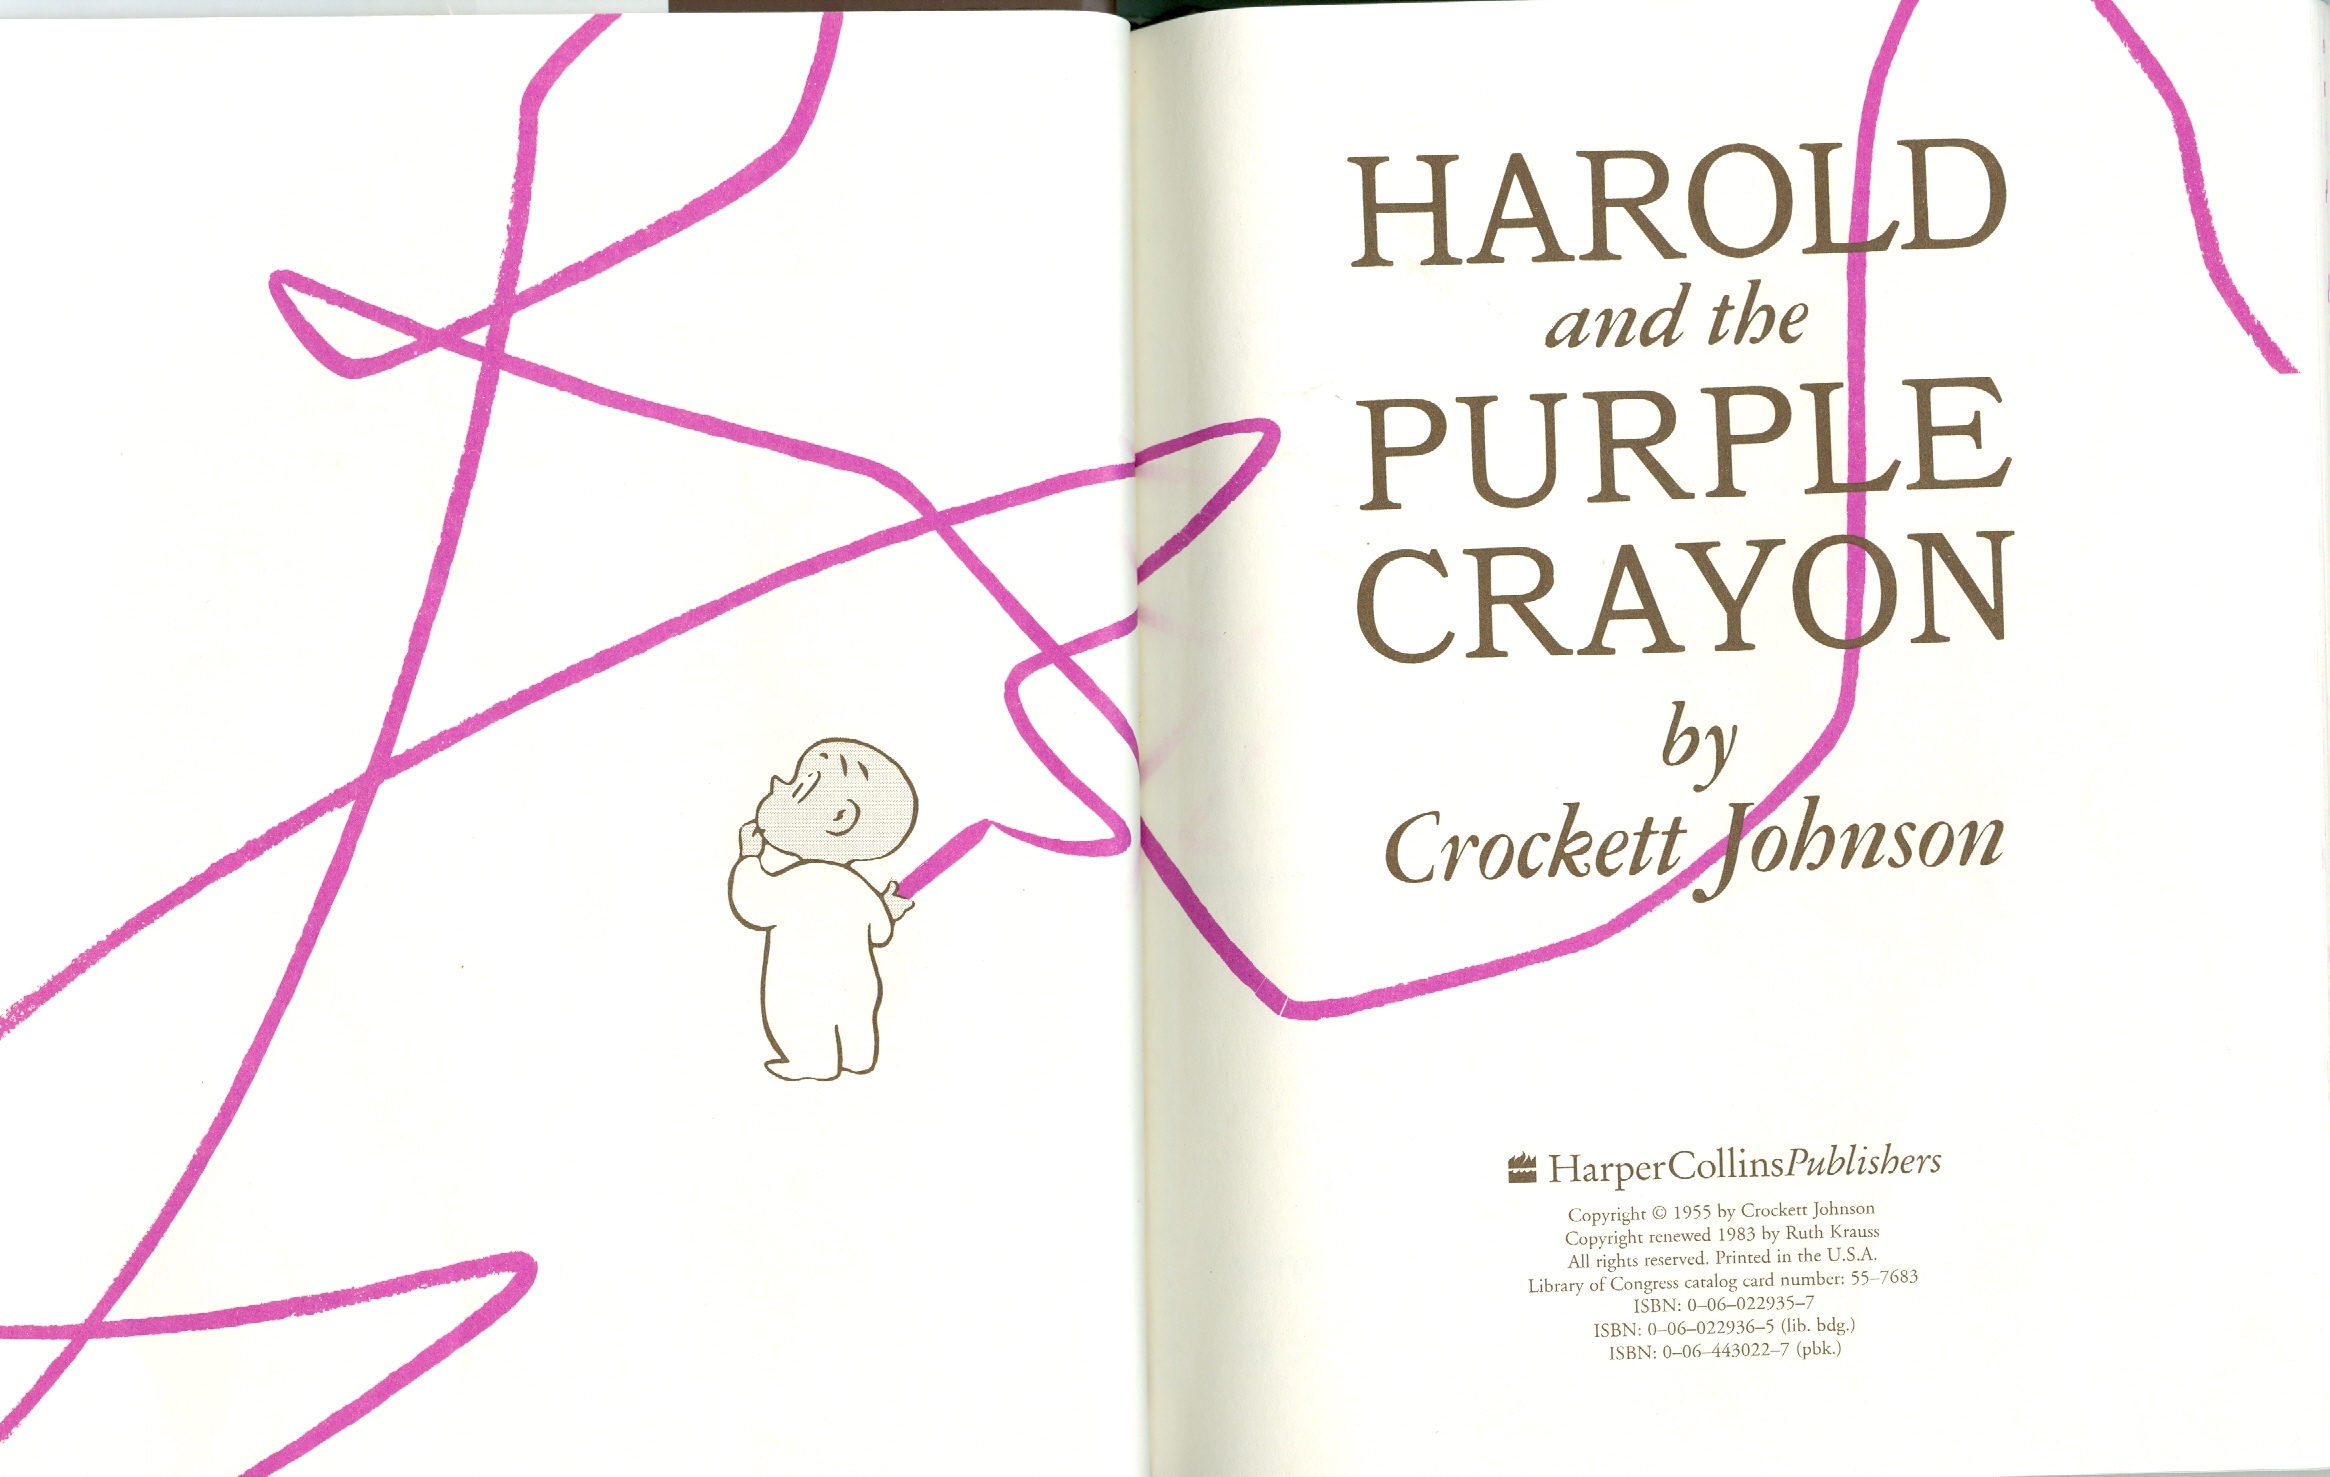 HAROLD
and the
PURPLE
CRAYON
by
Crockett Johnson
HarperCollinsPublishers
Copyright © 1955 by Crockett Johnson
Copyright renewed 1983 by Ruth Krauss
All rights reserved. Printed in the U.S.A.
Library of Congress catalog card number: 55–7683
ISBN: 0–06–022935–7
ISBN: 0–06–022936–5 (lib. bdg.)
ISBN: 0–06–443022–7 (pbk.)